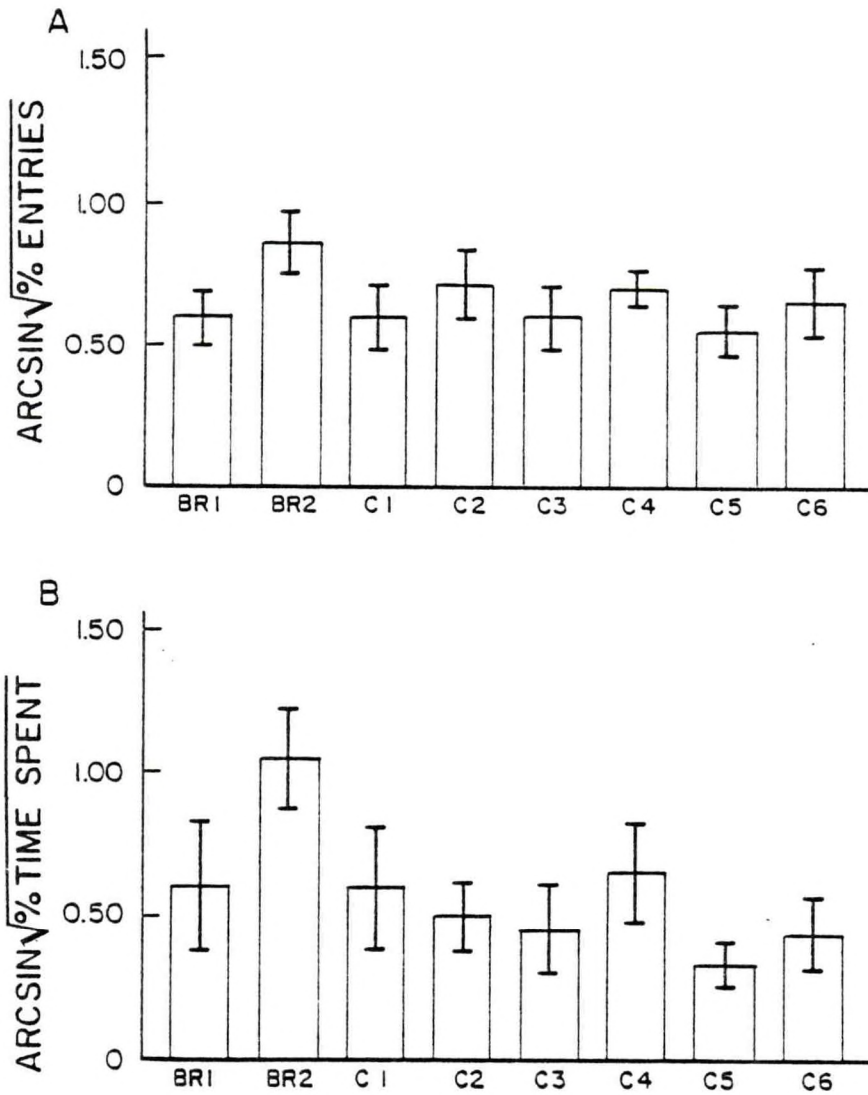 A
1.50
1.00
0.50
0
ARCSIN√% ENTRIES
BR1 BR2 C1 C2 C3 C4 C5 C6
B
1.50
1.00
0.50
0
ARCSIN√% TIME SPENT
BR1 BR2 C1 C2 C3 C4 C5 C6